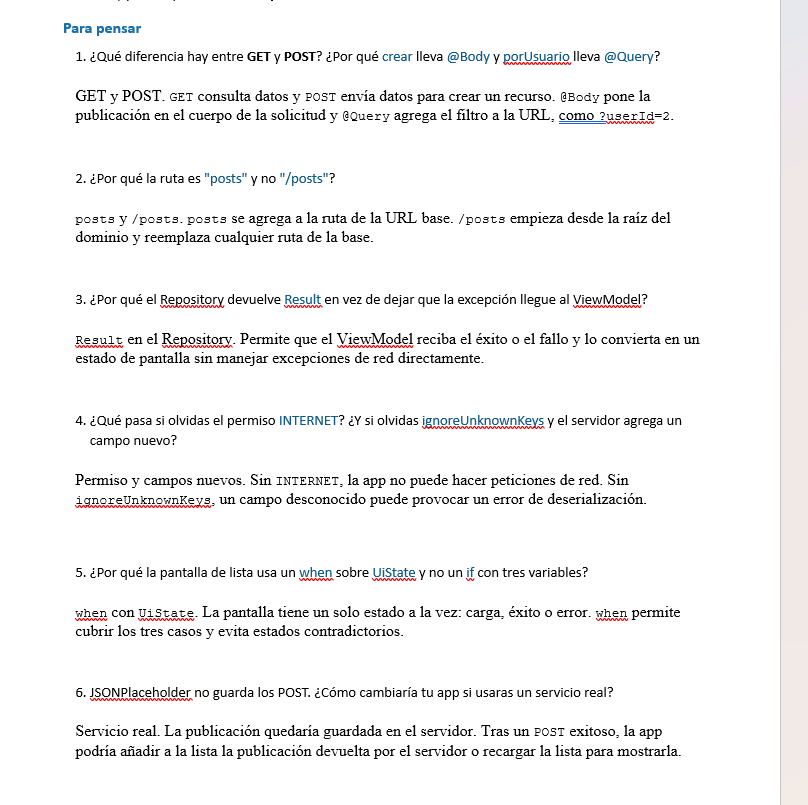 Para pensar
1. ¿Qué diferencia hay entre GET y POST? ¿Por qué crear lleva @Body y porUsuario lleva @Query?
GET y POST. GET consulta datos y POST envía datos para crear un recurso. @Body pone la
publicación en el cuerpo de la solicitud y @Query agrega el filtro a la URL, como ?userId=2.
2. ¿Por qué la ruta es "posts" y no "/posts"?
posts y /posts. posts se agrega a la ruta de la URL base. /posts empieza desde la raíz del
dominio y reemplaza cualquier ruta de la base.
3. ¿Por qué el Repository devuelve Result en vez de dejar que la excepción llegue al ViewModel?
Result en el Repository. Permite que el ViewModel reciba el éxito o el fallo y lo convierta en un
estado de pantalla sin manejar excepciones de red directamente.
4. ¿Qué pasa si olvidas el permiso INTERNET? ¿Y si olvidas ignoreUnknownKeys y el servidor agrega un
campo nuevo?
Permiso y campos nuevos. Sin INTERNET, la app no puede hacer peticiones de red. Sin
ignoreUnknownKeys, un campo desconocido puede provocar un error de deserialización.
5. ¿Por qué la pantalla de lista usa un when sobre UiState y no un if con tres variables?
when con UiState. La pantalla tiene un solo estado a la vez: carga, éxito o error. when permite
cubrir los tres casos y evita estados contradictorios.
6. JSONPlaceholder no guarda los POST. ¿Cómo cambiaría tu app si usaras un servicio real?
Servicio real. La publicación quedaría guardada en el servidor. Tras un POST exitoso, la app
podría añadir a la lista la publicación devuelta por el servidor o recargar la lista para mostrarla.